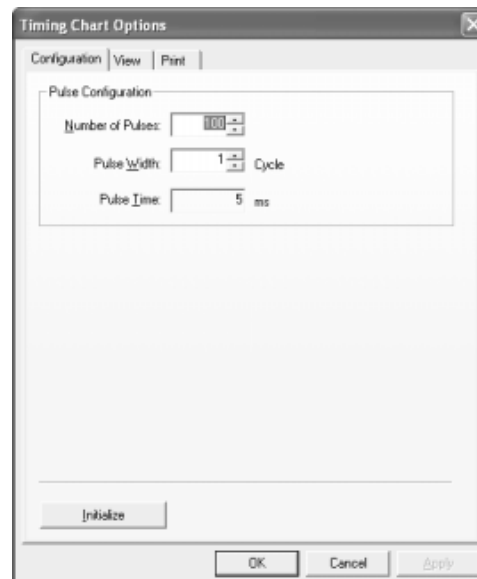 Timing Chart Options
Configuration View Print
Pulse Configuration
Number of Pulses: 100
Pulse Width: 1 Cycle
Pulse Time: 5 ms
Initialize
OK Cancel Apply